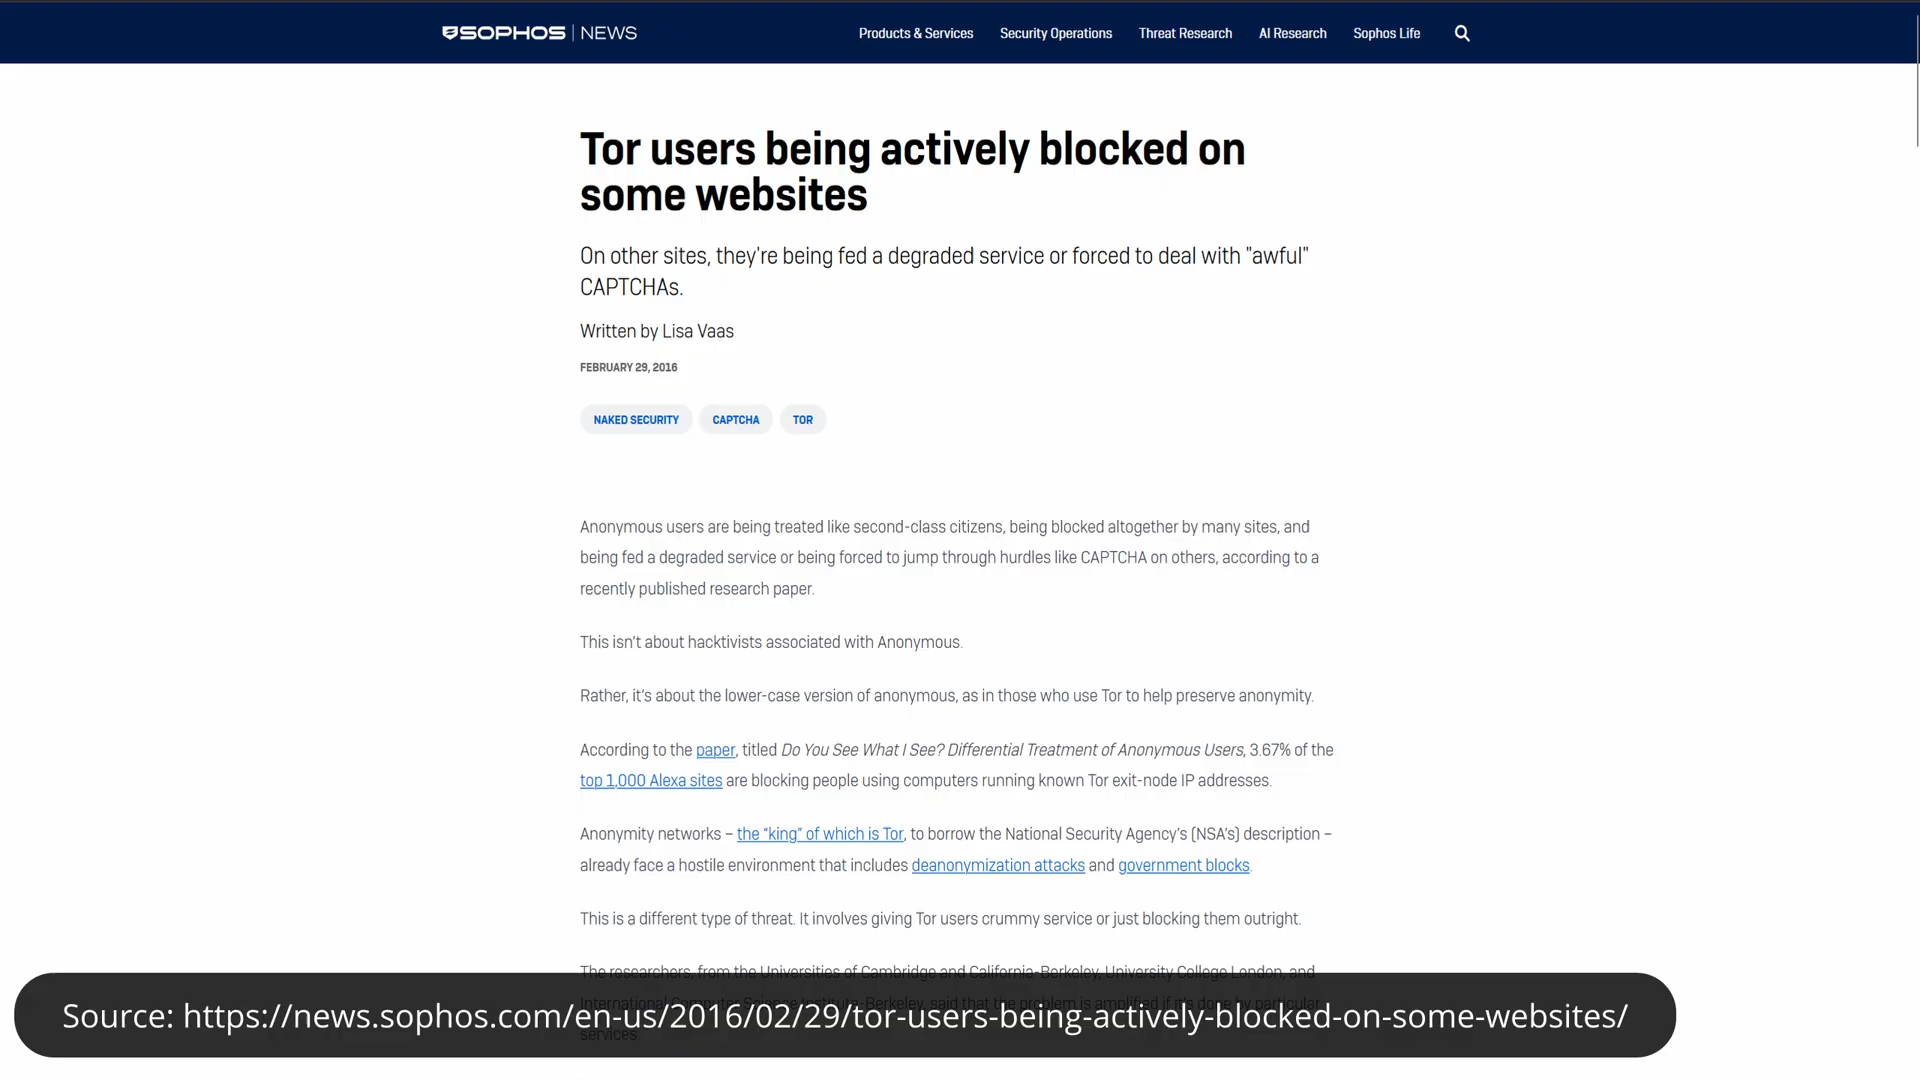 SOPHOS | NEWS
Products & Services Security Operations Threat Research AI Research Sophos Life
Tor users being actively blocked on
some websites
On other sites, they're being fed a degraded service or forced to deal with "awful"
CAPTCHAs.
Written by Lisa Vaas
FEBRUARY 29, 2016
NAKED SECURITY CAPTCHA TOR
Anonymous users are being treated like second-class citizens, being blocked altogether by many sites, and
being fed a degraded service or being forced to jump through hurdles like CAPTCHA on others, according to a
recently published research paper.
This isn’t about hacktivists associated with Anonymous.
Rather, it’s about the lower-case version of anonymous, as in those who use Tor to help preserve anonymity.
According to the paper, titled Do You See What I See? Differential Treatment of Anonymous Users, 3.67% of the
top 1,000 Alexa sites are blocking people using computers running known Tor exit-node IP addresses.
Anonymity networks – the “king” of which is Tor, to borrow the National Security Agency’s (NSA’s) description –
already face a hostile environment that includes deanonymization attacks and government blocks.
This is a different type of threat. It involves giving Tor users crummy service or just blocking them outright.
The researchers, from the Universities of Cambridge and California-Berkeley, University College London, and
International Computer Science Institute-Berkeley, said that the problem is amplified if it’s done by particular
services
Source: https://news.sophos.com/en-us/2016/02/29/tor-users-being-actively-blocked-on-some-websites/